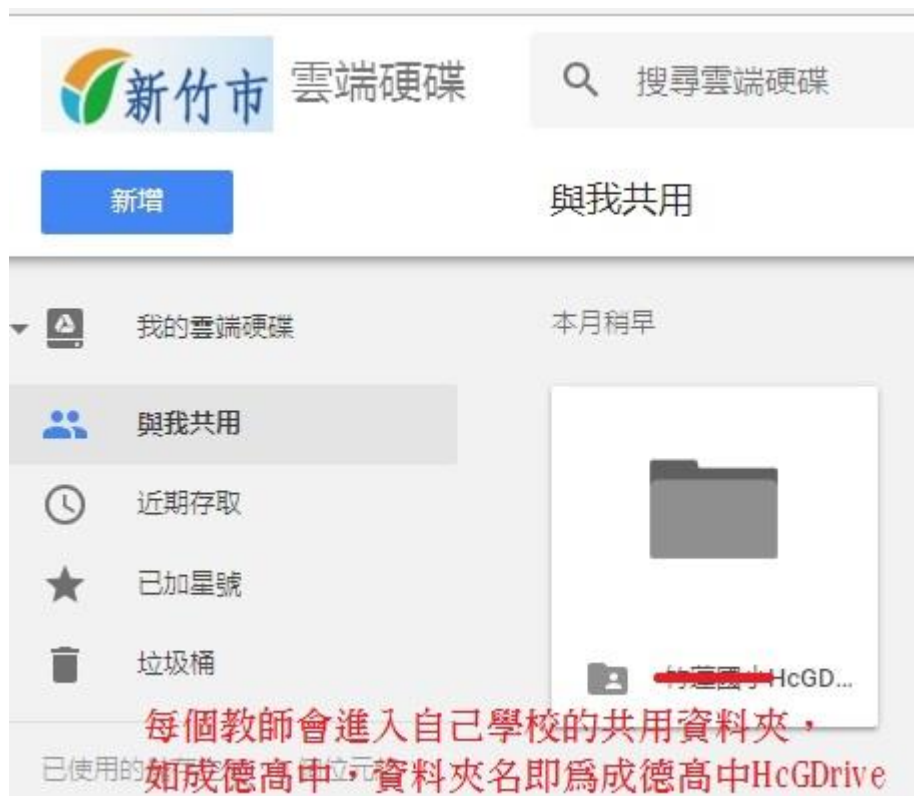 新竹市 雲端硬碟 搜尋雲端硬碟
新增 與我共用
我的雲端硬碟 本月稍早
與我共用
近期存取
已加星號
垃圾桶
HcGD...
每個教師會進入自己學校的共用資料夾，
已使用的
如成德高中，資料夾名即為成德高中HcGDrive